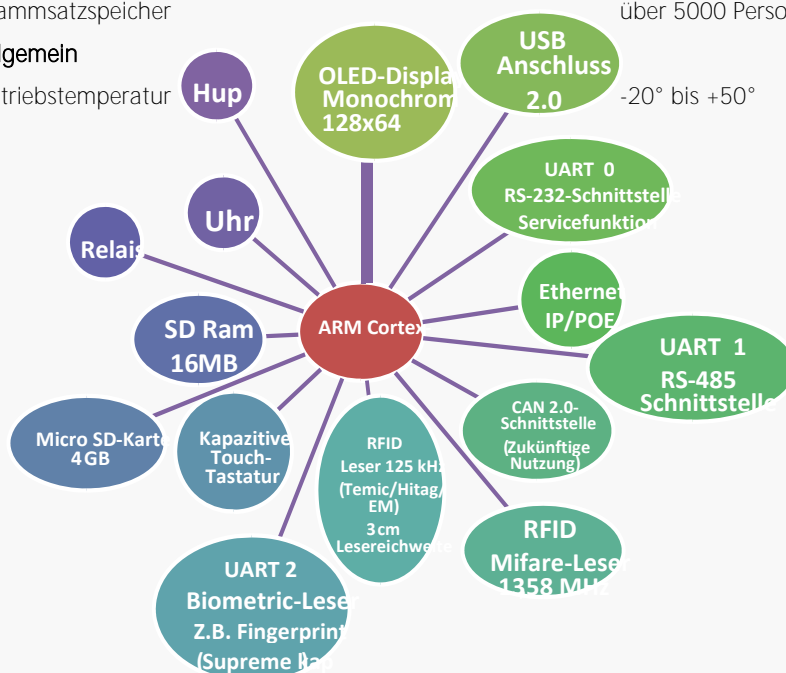 ammsatzspeicher
über 5000 Perso
lgemein
triebstemperatur
-20° bis +50°
Hup
OLED-Displa
Monochrom
128x64
USB
Anschluss
2.0
UART 0
RS-232-Schnittstelle
Servicefunktion
Uhr
Relais
Ethernet
IP/POE
ARM Cortex
SD Ram
16MB
UART 1
RS-485
Schnittstelle
CAN 2.0-
Schnittstelle
(Zukünftige
Nutzung)
Micro SD-Karte
4GB
Kapazitive
Touch-
Tastatur
RFID
Leser 125 kHz
(Temic/Hitag/
EM)
3cm
Lesereichweite
RFID
Mifare-Leser
1358 MHz
UART 2
Biometric-Leser
Z.B. Fingerprint
(Supreme